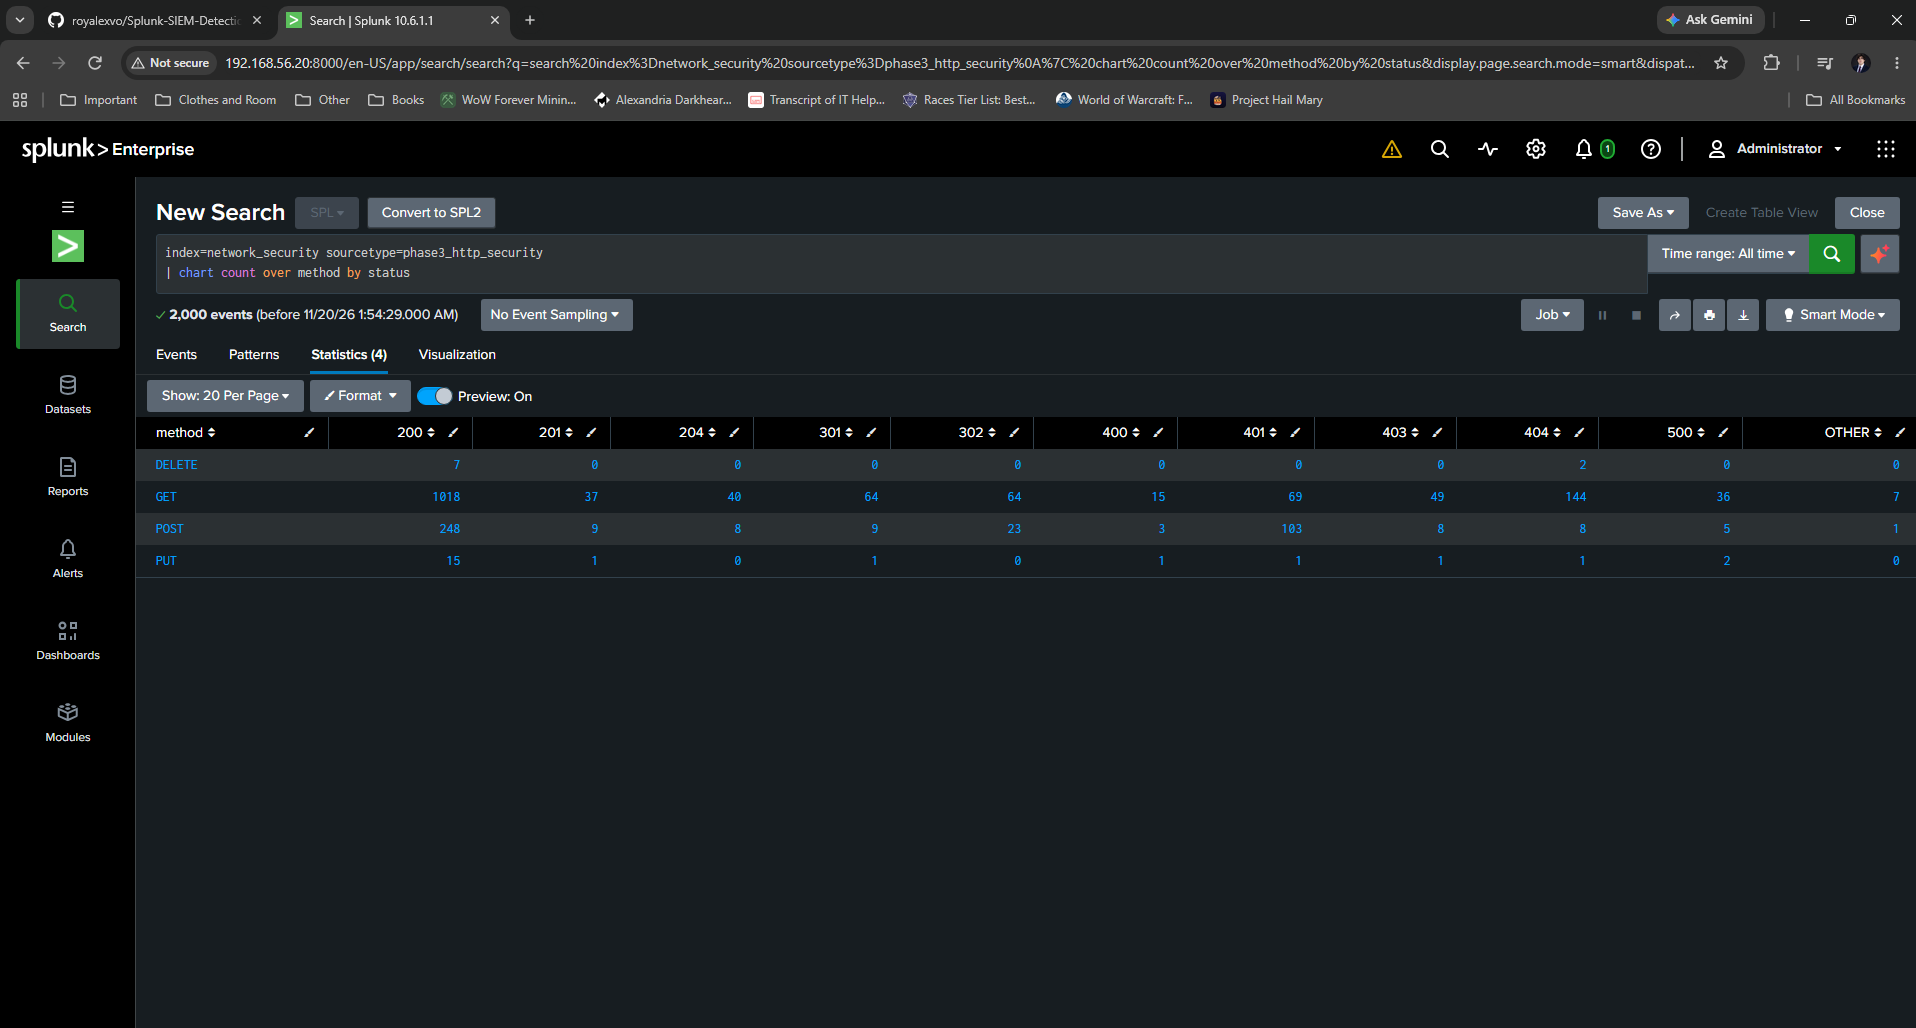 royalexvo/Splunk-SIEM-Detectic
Search | Splunk 10.6.1.1
Ask Gemini
Not secure
192.168.56.20:8000/en-US/app/search/search?q=search%20index%3Dnetwork_security%20sourcetype%3Dphase3_http_security%0A%7C%20chart%20count%20over%20method%20by%20status&display.page.search.mode=smart&dispat...
Important
Clothes and Room
Other
Books
WoW Forever Minin...
Alexandria Darkhear...
Transcript of IT Help...
Races Tier List: Best...
World of Warcraft: F...
Project Hail Mary
All Bookmarks
splunk> Enterprise
1
Administrator
New Search
SPL
Convert to SPL2
Save As
Create Table View
Close
index=network_security sourcetype=phase3_http_security
| chart count over method by status
Time range: All time
2,000 events (before 11/20/26 1:54:29.000 AM)
No Event Sampling
Job
Smart Mode
Events
Patterns
Statistics (4)
Visualization
Show: 20 Per Page
Format
Preview: On
method 200 201 204 301 302 400 401 403 404 500 OTHER
DELETE 7 0 0 0 0 0 0 0 2 0 0
GET 1018 37 40 64 64 15 69 49 144 36 7
POST 248 9 8 9 23 3 103 8 8 5 1
PUT 15 1 0 1 0 1 1 1 1 2 0
Search
Datasets
Reports
Alerts
Dashboards
Modules